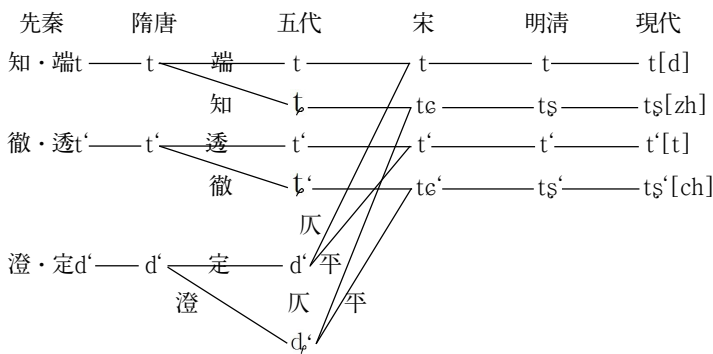 先秦 隋唐 五代 宋 明清 現代
知・端t t 端 t t t t[d]
知 ȶ tɕ tʂ tʂ[zh]
徹・透t‘ t‘ 透 t‘ t‘ t‘ t‘[t]
徹 ȶ‘ tɕ‘ tʂ‘ tʂ‘[ch]
仄
澄・定d‘ d‘ 定 d‘ 平
澄 仄 平
ȡ‘